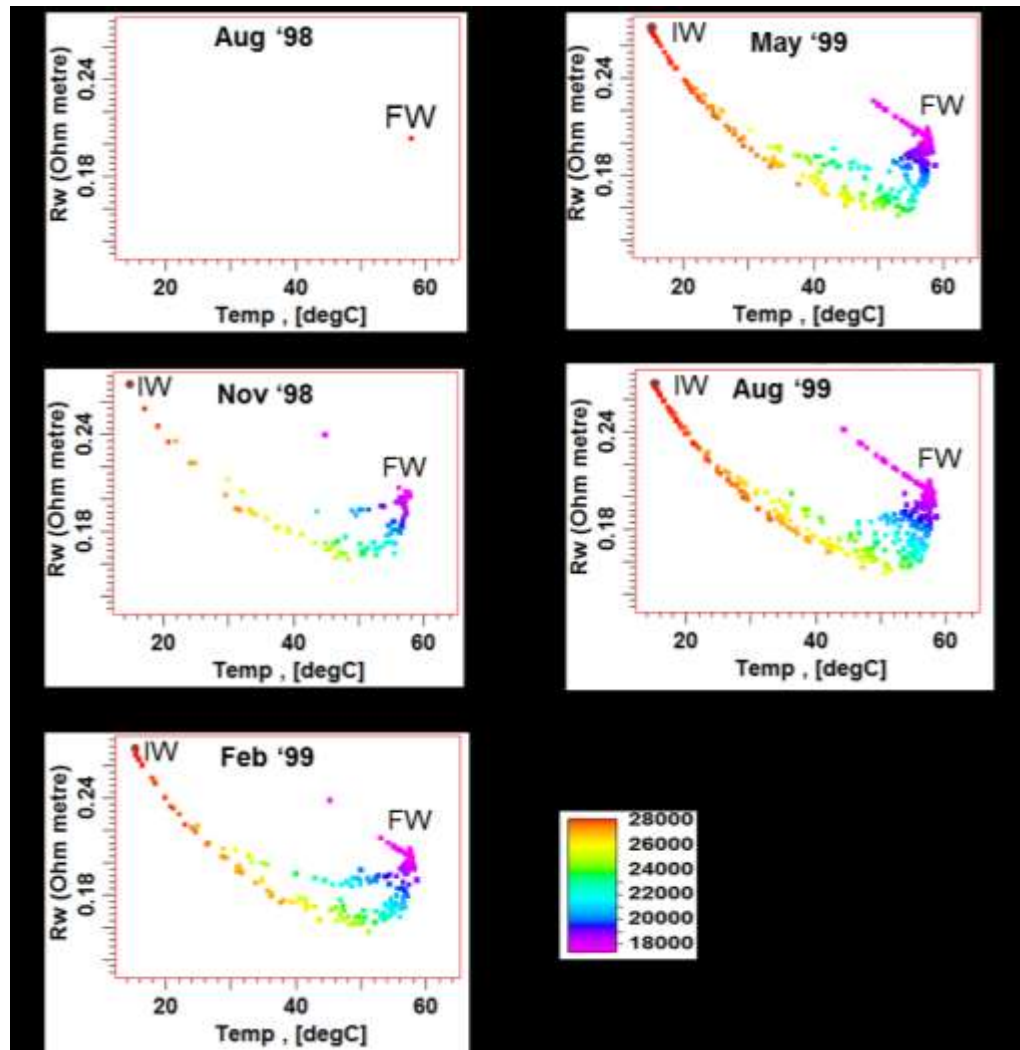 Aug ‘98
FW
Rw (Ohm metre)
0.24
0.18
20 40 60
Temp , [degC]
IW
May ‘99
FW
Rw (Ohm metre)
0.24
0.18
20 40 60
Temp , [degC]
IW
Nov ‘98
FW
Rw (Ohm metre)
0.24
0.18
20 40 60
Temp , [degC]
IW
Aug ‘99
FW
Rw (Ohm metre)
0.24
0.18
20 40 60
Temp , [degC]
IW
Feb ‘99
FW
Rw (Ohm metre)
0.24
0.18
20 40 60
Temp , [degC]
28000
26000
24000
22000
20000
18000